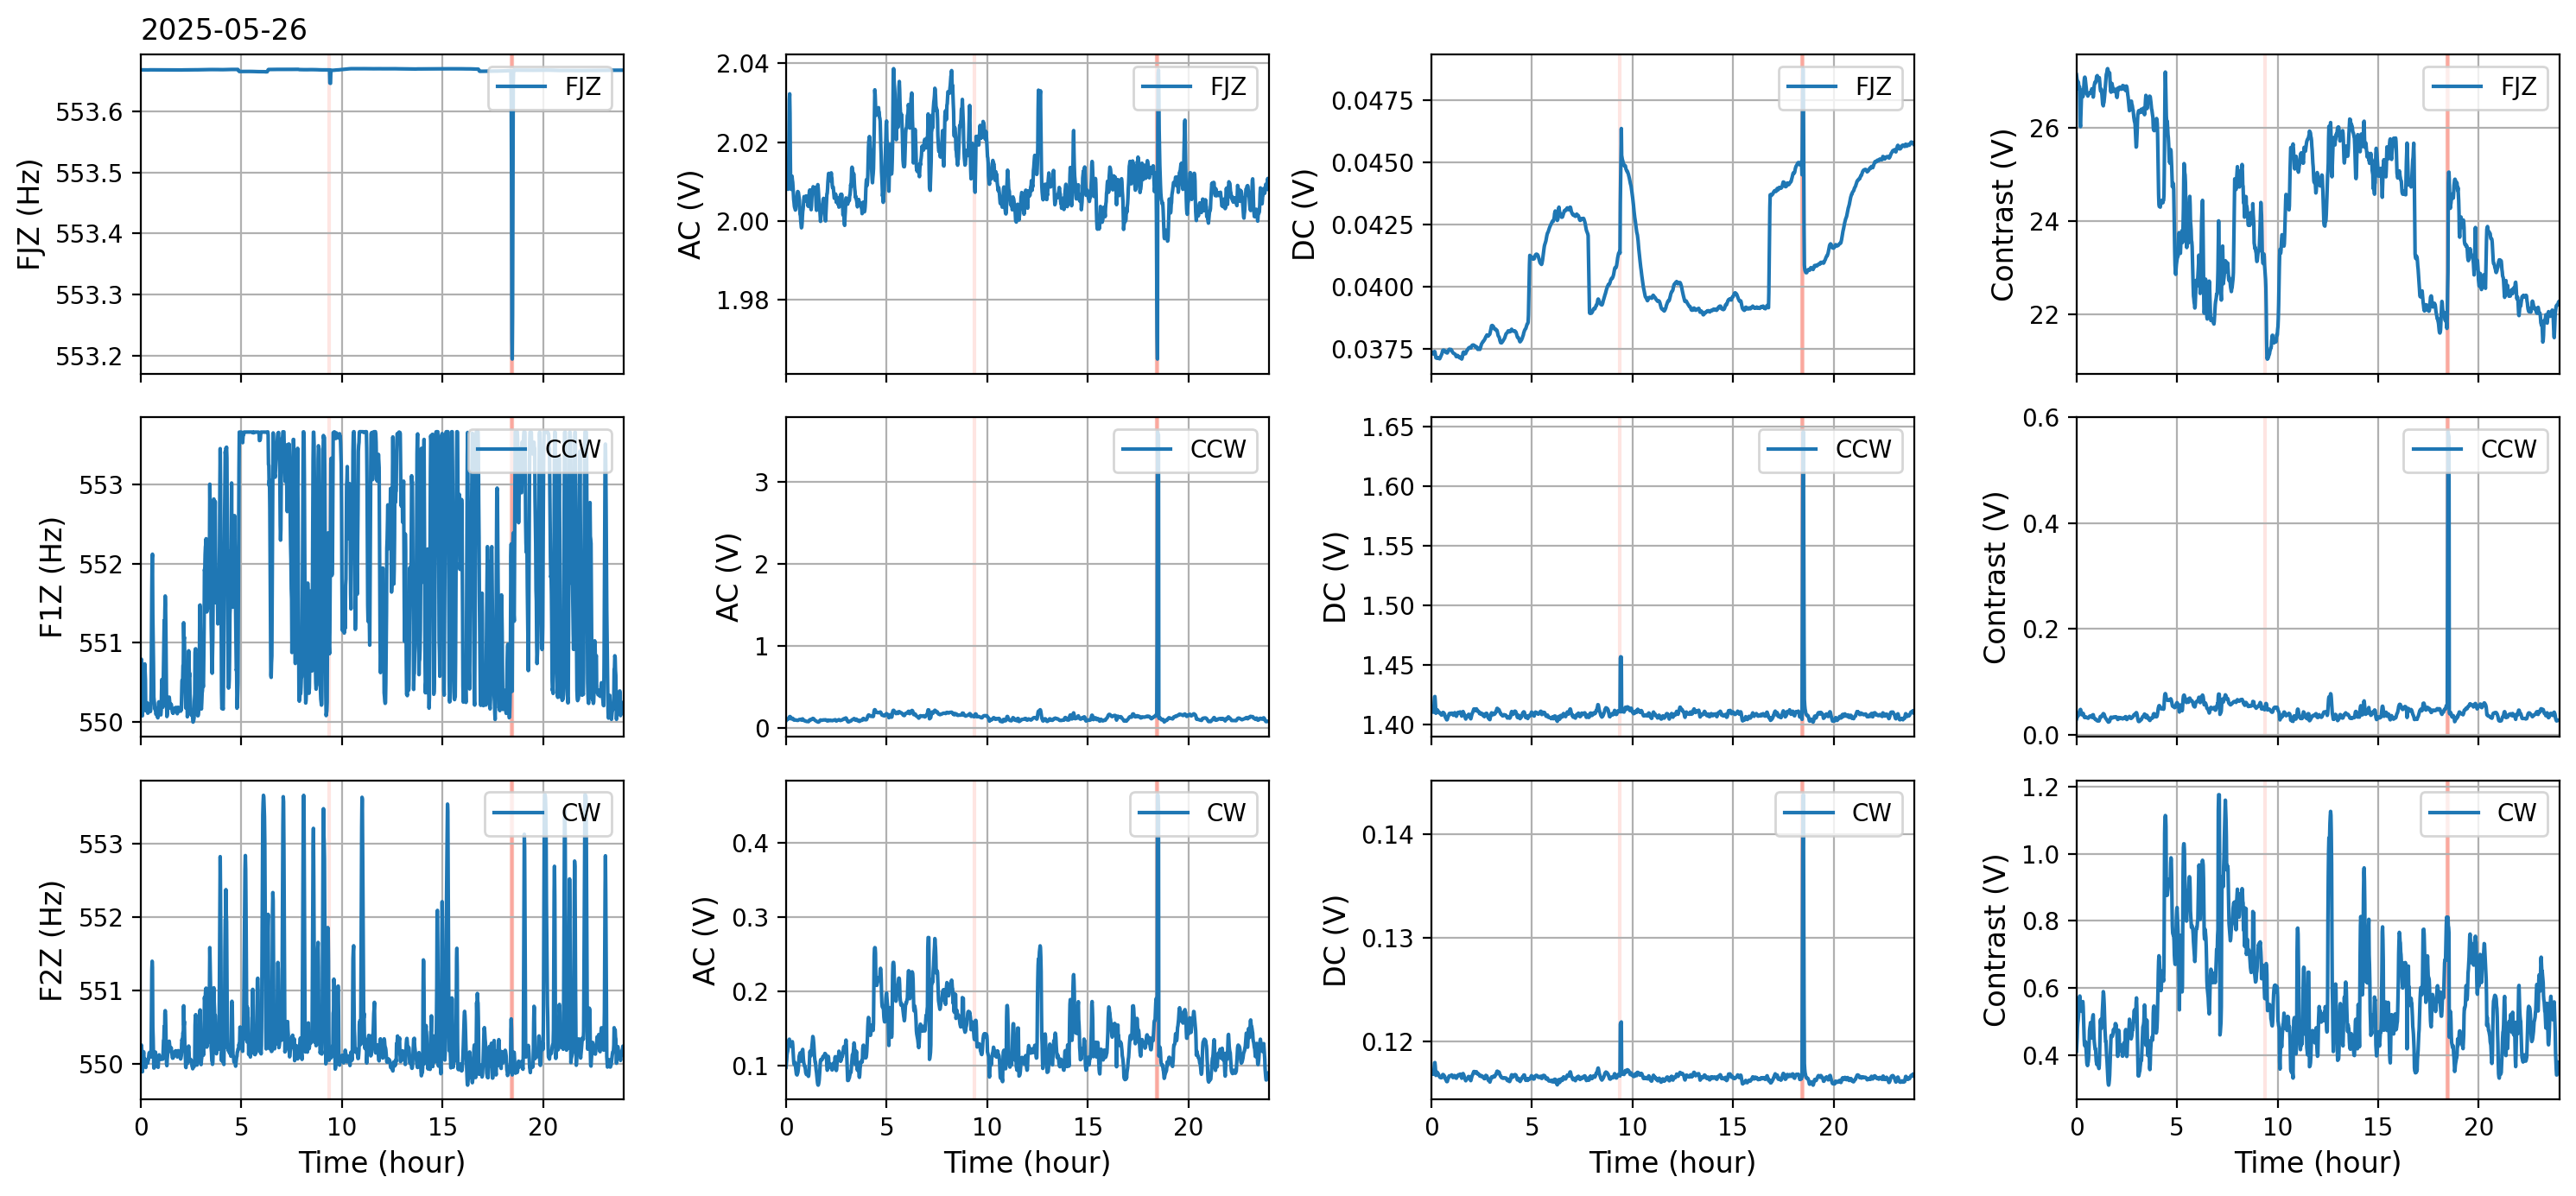 2025-05-26
FJZ (Hz)
553.6
553.5
553.4
553.3
553.2
FJZ
AC (V)
2.04
2.02
2.00
1.98
FJZ
DC (V)
0.0475
0.0450
0.0425
0.0400
0.0375
FJZ
Contrast (V)
26
24
22
FJZ
F1Z (Hz)
553
552
551
550
CCW
AC (V)
3
2
1
0
CCW
DC (V)
1.65
1.60
1.55
1.50
1.45
1.40
CCW
Contrast (V)
0.6
0.4
0.2
0.0
CCW
F2Z (Hz)
553
552
551
550
CW
0 5 10 15 20
Time (hour)
AC (V)
0.4
0.3
0.2
0.1
CW
0 5 10 15 20
Time (hour)
DC (V)
0.14
0.13
0.12
CW
0 5 10 15 20
Time (hour)
Contrast (V)
1.2
1.0
0.8
0.6
0.4
CW
0 5 10 15 20
Time (hour)